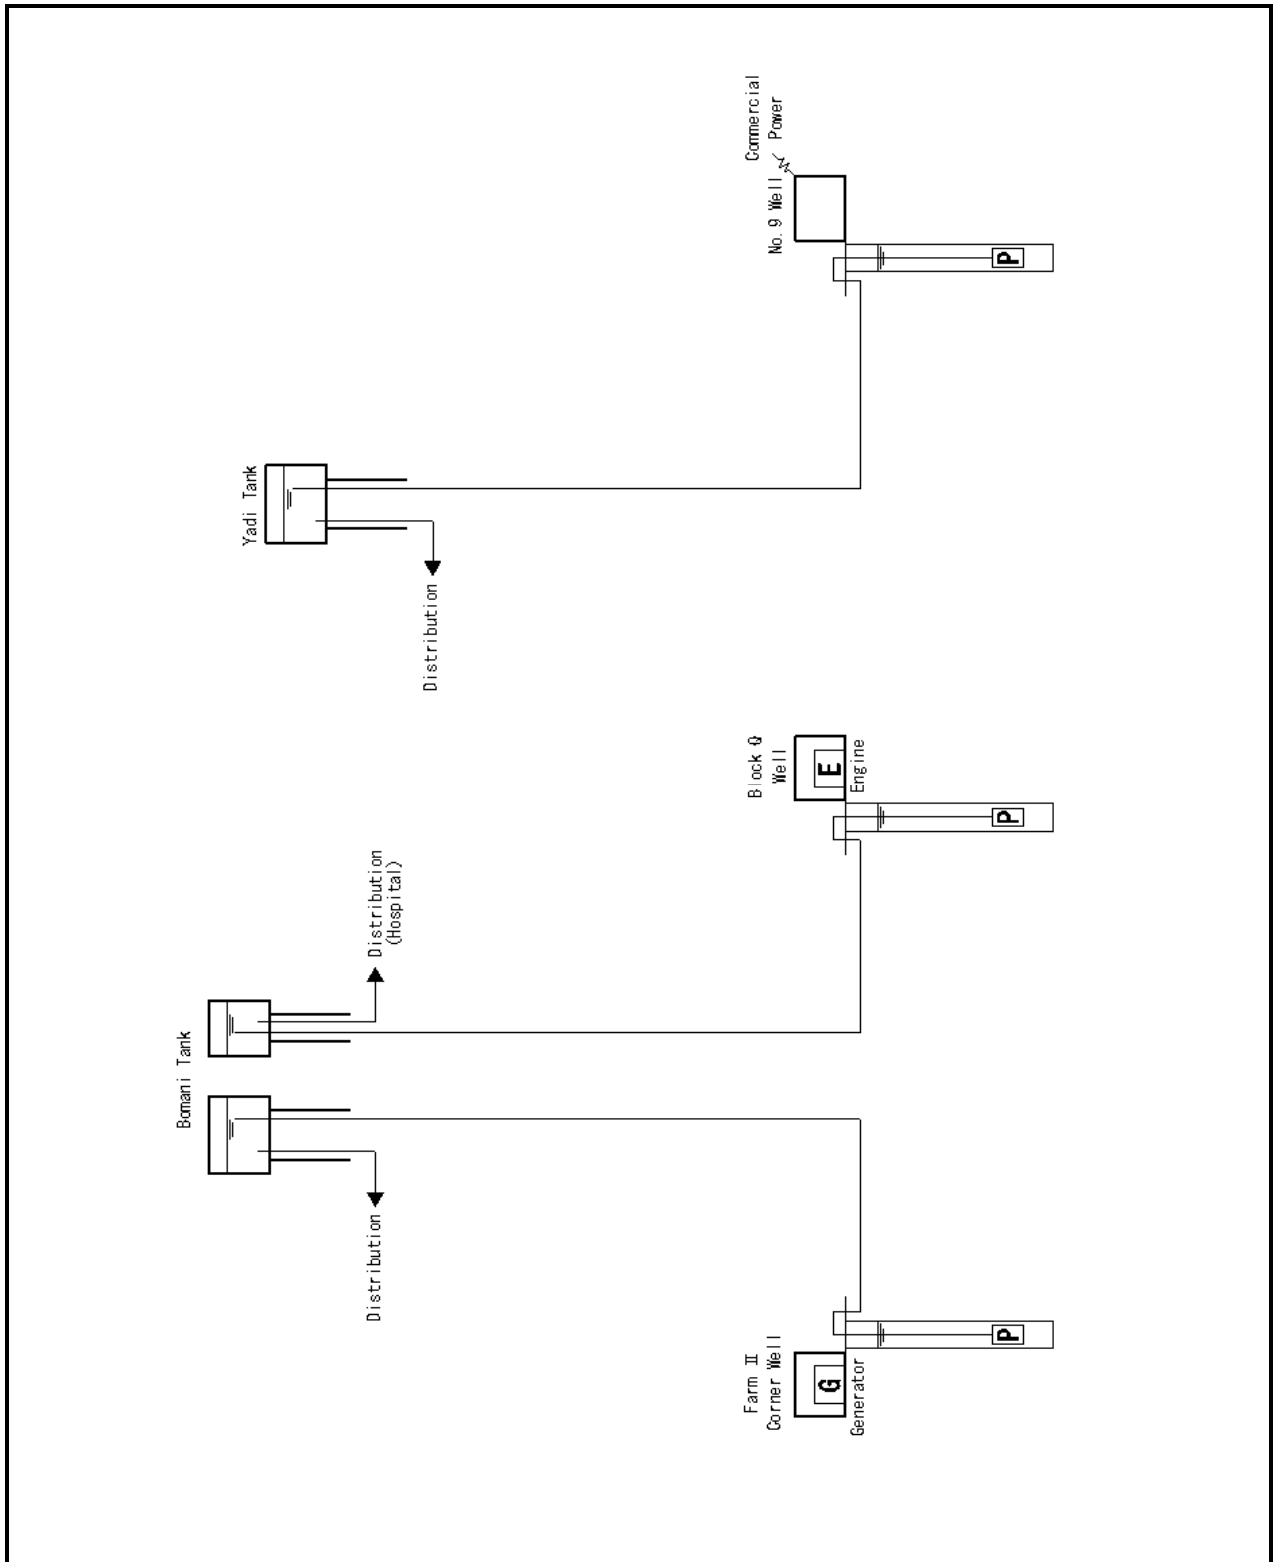 Bomani Tank
Yadi Tank
Distribution
Distribution
(Hospital)
Distribution
Farm Ⅱ
Corner Well
G
Generator
P
Block Q
Well
E
Engine
P
No. 9 Well
Commercial
Power
P